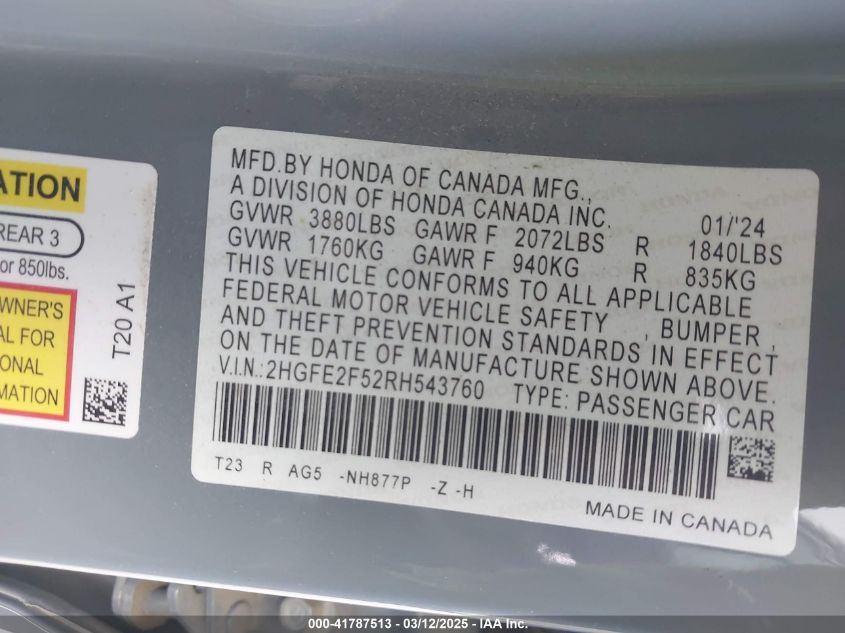 ATION
REAR 3
or 850lbs.
WNER'S
AL FOR
ONAL
MATION
T20 A1
MFD.BY HONDA OF CANADA MFG.,
A DIVISION OF HONDA CANADA INC. 01/'24
GVWR 3880LBS GAWR F 2072LBS R 1840LBS
GVWR 1760KG GAWR F 940KG R 835KG
THIS VEHICLE CONFORMS TO ALL APPLICABLE
FEDERAL MOTOR VEHICLE SAFETY , BUMPER ,
AND THEFT PREVENTION STANDARDS IN EFFECT
ON THE DATE OF MANUFACTURE SHOWN ABOVE.
V.I.N.:2HGFE2F52RH543760 TYPE: PASSENGER CAR
T23 R AG5 -NH877P -Z -H
MADE IN CANADA
000-41787513 - 03/12/2025 - IAA Inc.